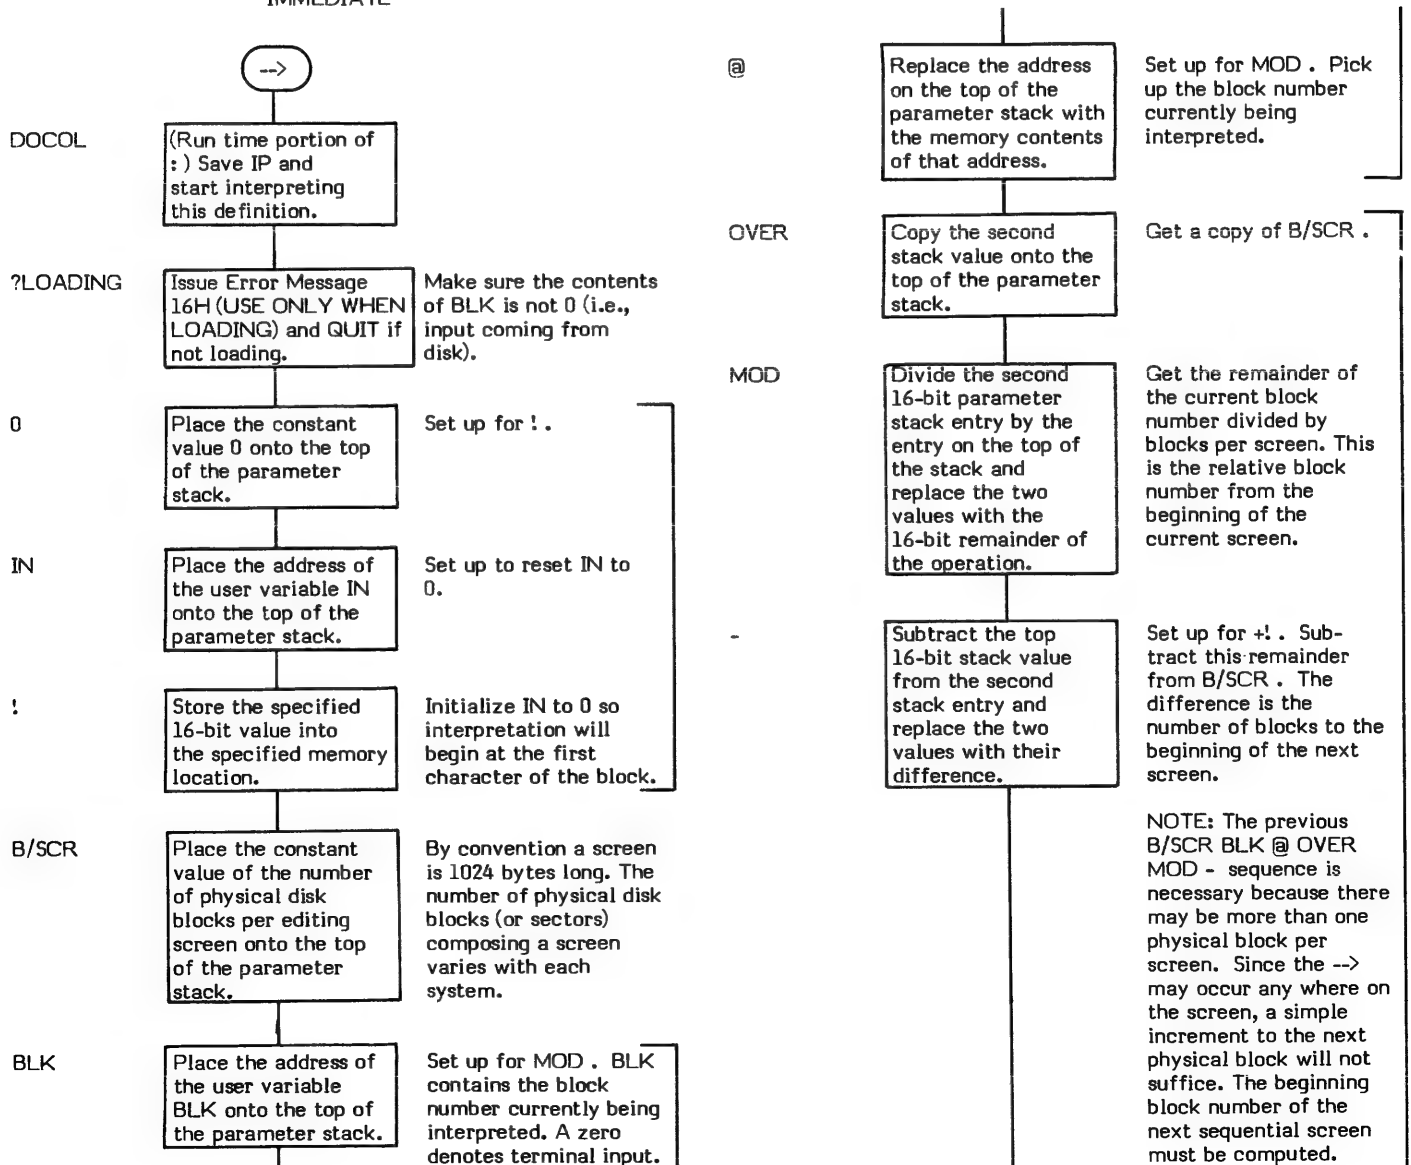 IMMEDIATE
-->
DOCOL
(Run time portion of
: ) Save IP and
start interpreting
this definition.
?LOADING
Issue Error Message
16H (USE ONLY WHEN
LOADING) and QUIT if
not loading.
Make sure the contents
of BLK is not 0 (i.e.,
input coming from
disk).
0
Place the constant
value 0 onto the top
of the parameter
stack.
Set up for ! .
IN
Place the address of
the user variable IN
onto the top of the
parameter stack.
Set up to reset IN to
0.
!
Store the specified
16-bit value into
the specified memory
location.
Initialize IN to 0 so
interpretation will
begin at the first
character of the block.
B/SCR
Place the constant
value of the number
of physical disk
blocks per editing
screen onto the top
of the parameter
stack.
By convention a screen
is 1024 bytes long. The
number of physical disk
blocks (or sectors)
composing a screen
varies with each
system.
BLK
Place the address of
the user variable
BLK onto the top of
the parameter stack.
Set up for MOD . BLK
contains the block
number currently being
interpreted. A zero
denotes terminal input.
@
Replace the address
on the top of the
parameter stack with
the memory contents
of that address.
Set up for MOD . Pick
up the block number
currently being
interpreted.
OVER
Copy the second
stack value onto the
top of the parameter
stack.
Get a copy of B/SCR .
MOD
Divide the second
16-bit parameter
stack entry by the
entry on the top of
the stack and
replace the two
values with the
16-bit remainder of
the operation.
Get the remainder of
the current block
number divided by
blocks per screen. This
is the relative block
number from the
beginning of the
current screen.
-
Subtract the top
16-bit stack value
from the second
stack entry and
replace the two
values with their
difference.
Set up for +! . Sub-
tract this remainder
from B/SCR . The
difference is the
number of blocks to the
beginning of the next
screen.
NOTE: The previous
B/SCR BLK @ OVER
MOD - sequence is
necessary because there
may be more than one
physical block per
screen. Since the -->
may occur any where on
the screen, a simple
increment to the next
physical block will not
suffice. The beginning
block number of the
next sequential screen
must be computed.